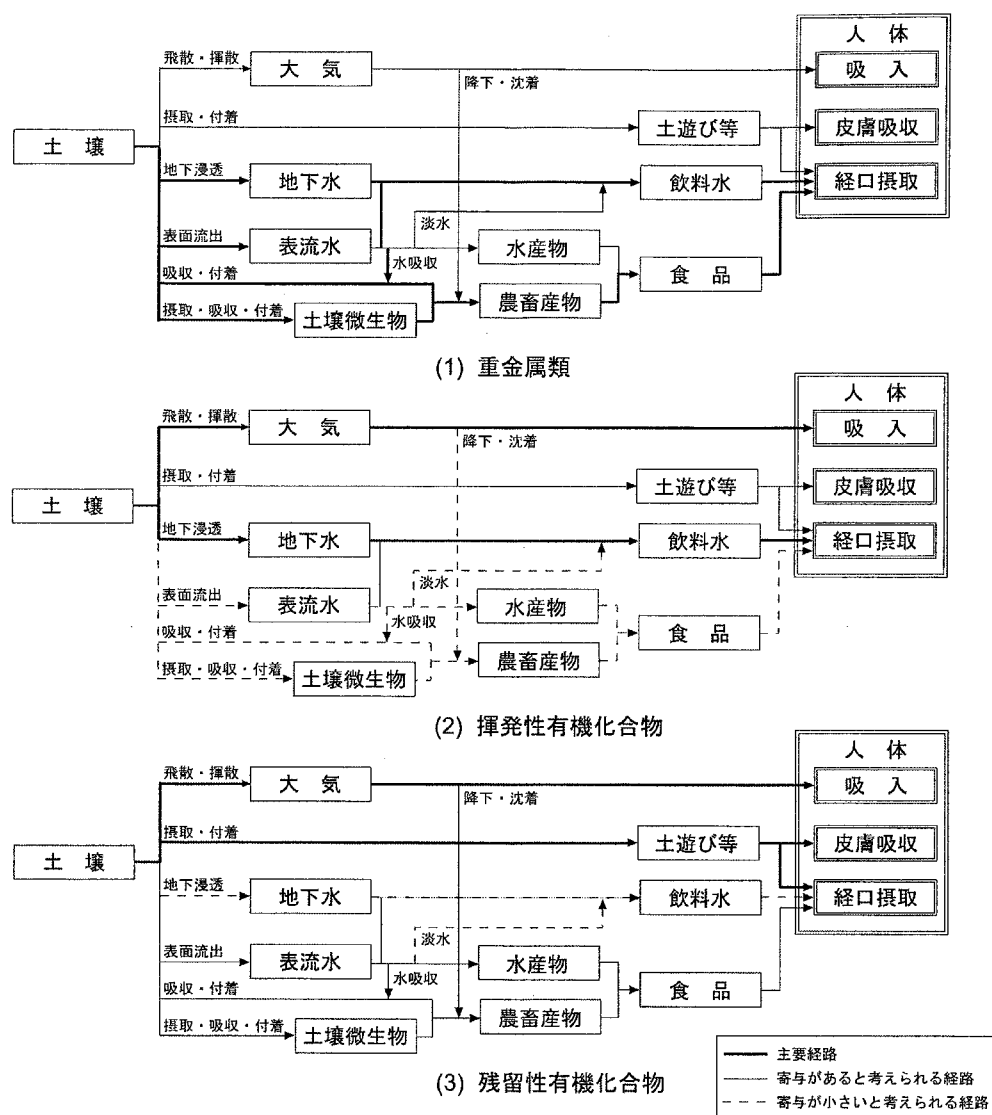 人 体
飛散・揮散
大 気
吸 入
降下・沈着
摂取・付着
土遊び等
皮膚吸収
土 壌
地下浸透
地下水
飲料水
経口摂取
淡水
表面流出
表流水
水産物
水吸収
食 品
吸収・付着
農畜産物
摂取・吸収・付着
土壌微生物
(1) 重金属類
人 体
飛散・揮散
大 気
吸 入
降下・沈着
摂取・付着
土遊び等
皮膚吸収
土 壌
地下浸透
地下水
飲料水
経口摂取
淡水
表面流出
表流水
水産物
水吸収
吸収・付着
食 品
農畜産物
摂取・吸収・付着
土壌微生物
(2) 揮発性有機化合物
人 体
飛散・揮散
大 気
吸 入
降下・沈着
摂取・付着
土遊び等
皮膚吸収
土 壌
地下浸透
地下水
飲料水
経口摂取
淡水
表面流出
表流水
水産物
水吸収
吸収・付着
食 品
農畜産物
摂取・吸収・付着
土壌微生物
(3) 残留性有機化合物
主要経路
寄与があると考えられる経路
寄与が小さいと考えられる経路